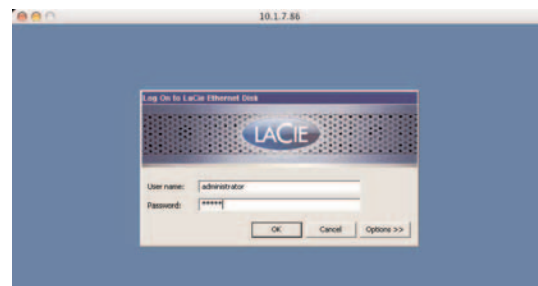 10.1.7.86
Log On to LaCie Ethernet Disk
LACIE
User name: administrator
Password: *****
OK Cancel Options >>